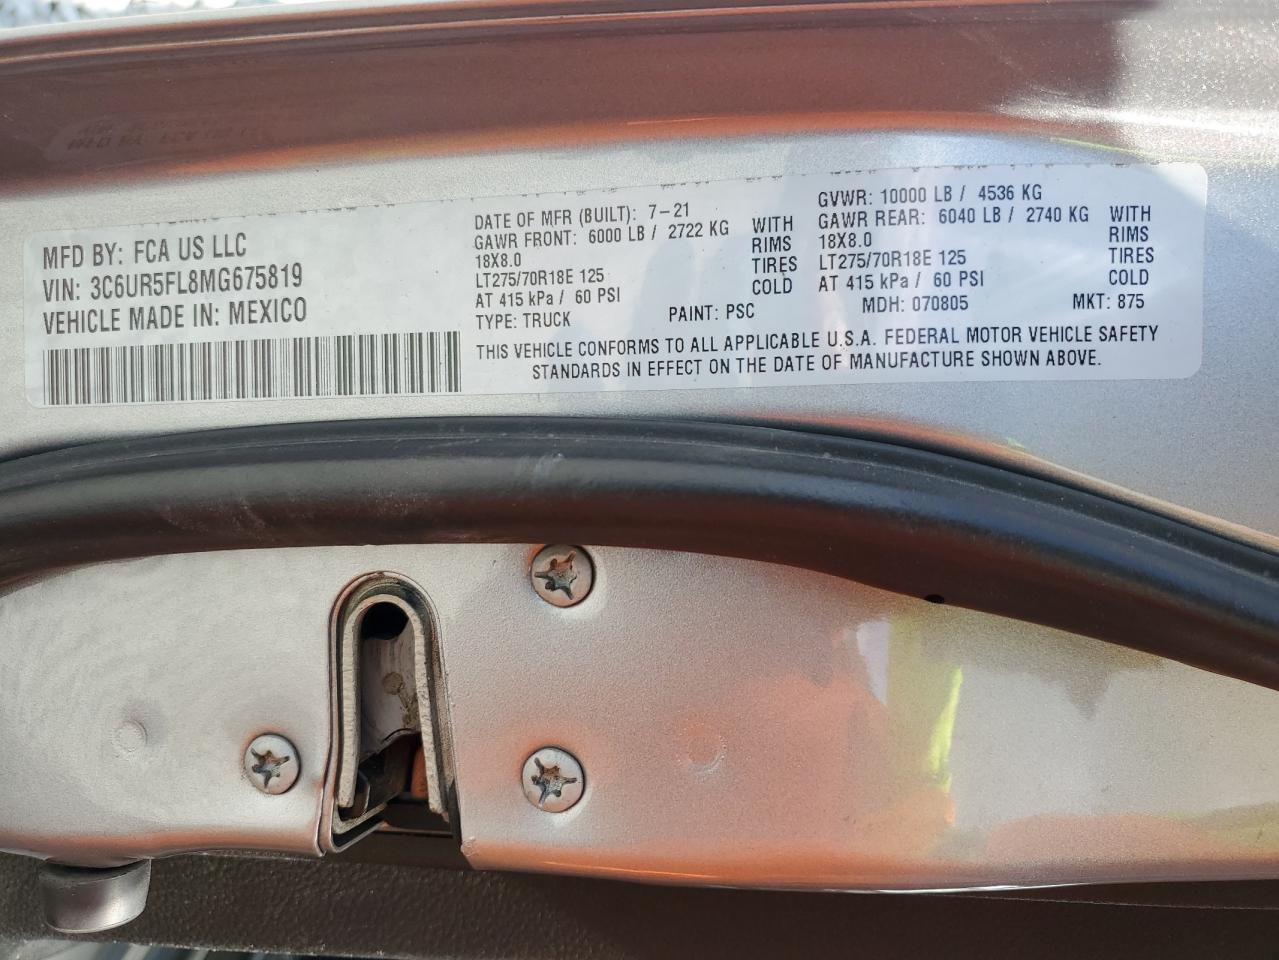 MFD BY: FCA US LLC
VIN: 3C6UR5FL8MG675819
VEHICLE MADE IN: MEXICO
DATE OF MFR (BUILT): 7-21
GAWR FRONT: 6000 LB / 2722 KG WITH
18X8.0 RIMS
LT275/70R18E 125 TIRES
AT 415 kPa / 60 PSI COLD
TYPE: TRUCK PAINT: PSC
GVWR: 10000 LB / 4536 KG
GAWR REAR: 6040 LB / 2740 KG WITH
18X8.0 RIMS
LT275/70R18E 125 TIRES
AT 415 kPa / 60 PSI COLD
MDH: 070805 MKT: 875
THIS VEHICLE CONFORMS TO ALL APPLICABLE U.S.A. FEDERAL MOTOR VEHICLE SAFETY
STANDARDS IN EFFECT ON THE DATE OF MANUFACTURE SHOWN ABOVE.